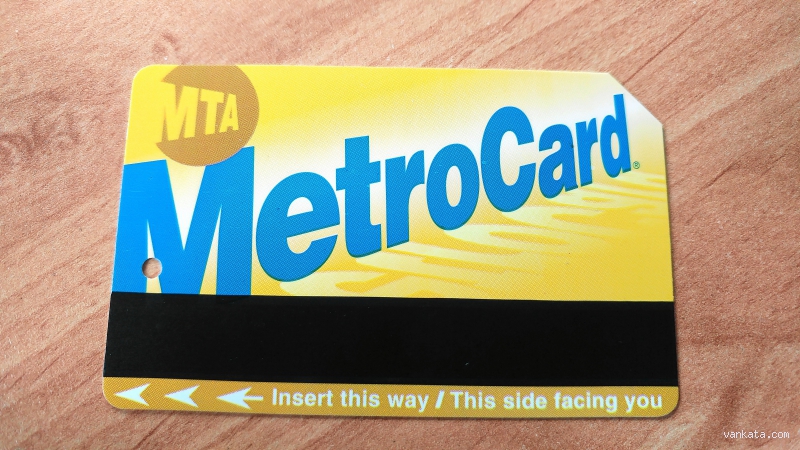 MTA
MetroCard®
Insert this way / This side facing you
vankata.com